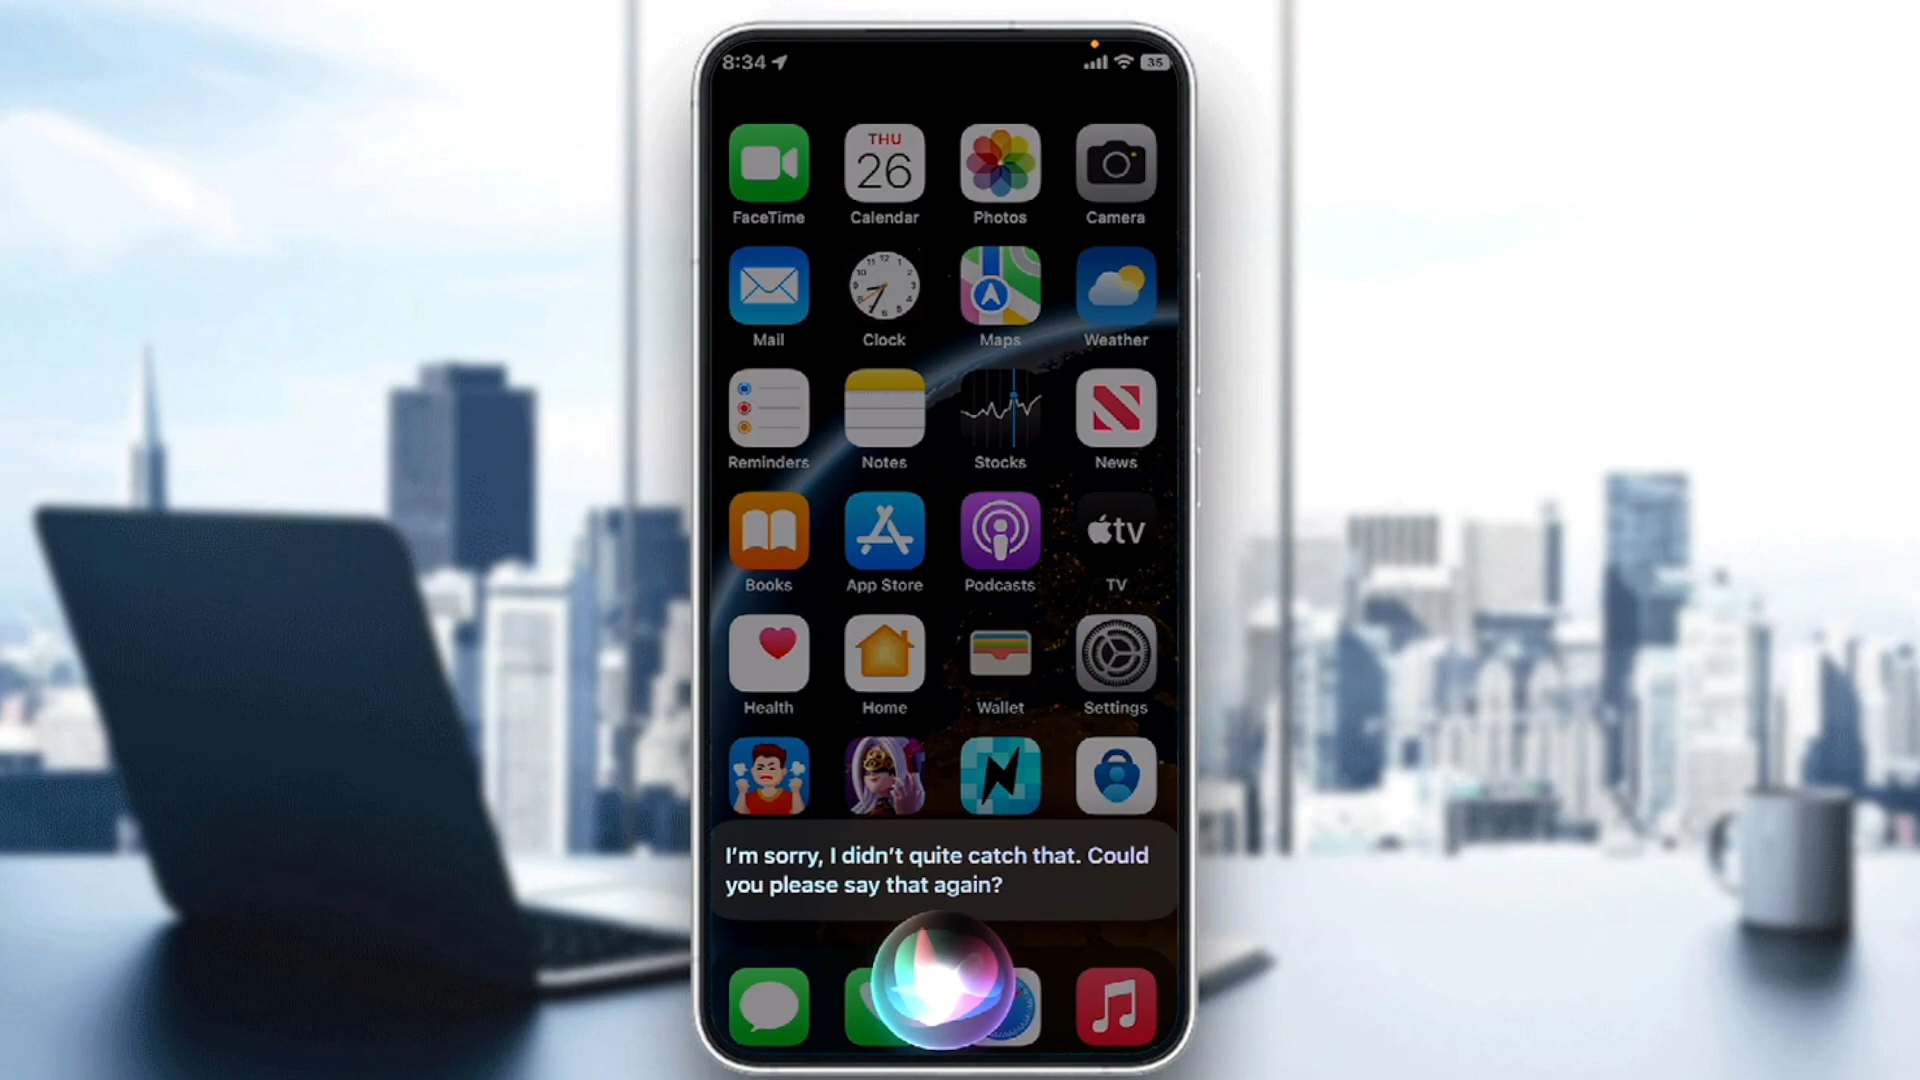 8:34
35
THU
26
FaceTime
Calendar
Photos
Camera
Mail
Clock
Maps
Weather
Reminders
Notes
Stocks
News
tv
Books
App Store
Podcasts
TV
Health
Home
Wallet
Settings
I'm sorry, I didn't quite catch that. Could
you please say that again?